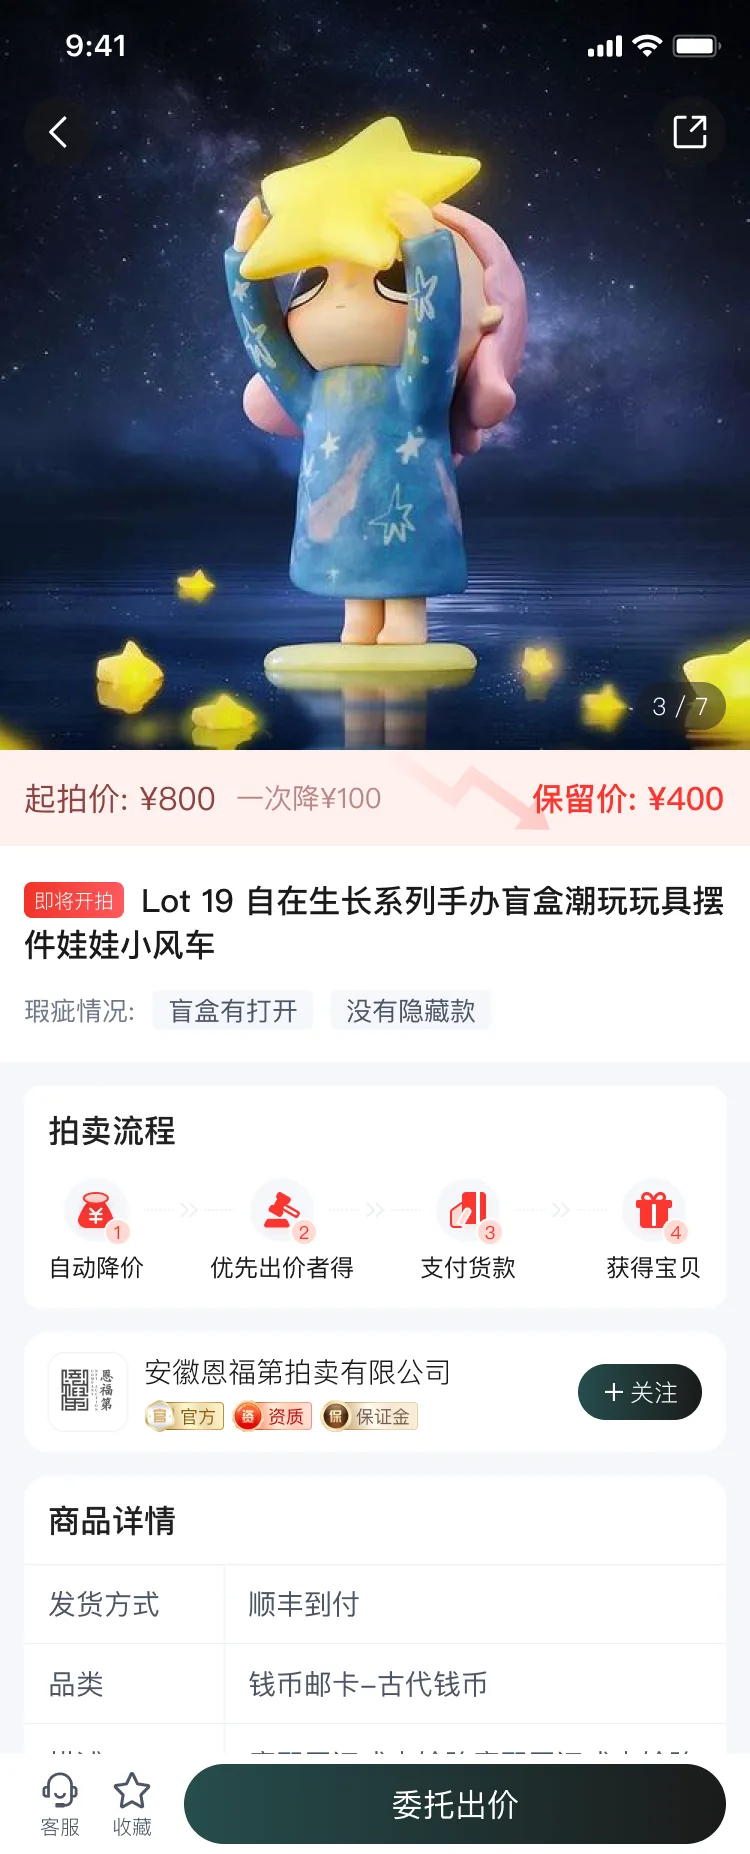 9:41
3 / 7
起拍价: ¥800 一次降¥100 保留价: ¥400
即将开拍 Lot 19 自在生长系列手办盲盒潮玩玩具摆
件娃娃小风车
瑕疵情况: 盲盒有打开 没有隐藏款
拍卖流程
1 2 3 4
自动降价 优先出价者得 支付货款 获得宝贝
恩福第
安徽恩福第拍卖有限公司
官 官方 资 资质 保 保证金
+ 关注
商品详情
发货方式 顺丰到付
品类 钱币邮卡-古代钱币
客服 收藏 委托出价